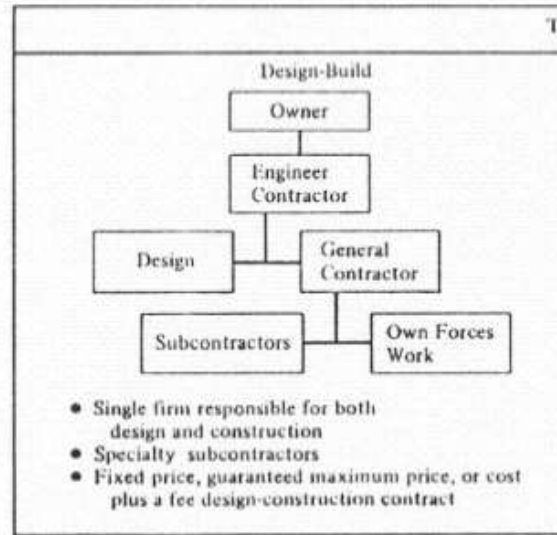 T
Design-Build
Owner
Engineer
Contractor
Design
General
Contractor
Subcontractors
Own Forces
Work
● Single firm responsible for both
design and construction
● Specialty subcontractors
● Fixed price, guaranteed maximum price, or cost
plus a fee design-construction contract